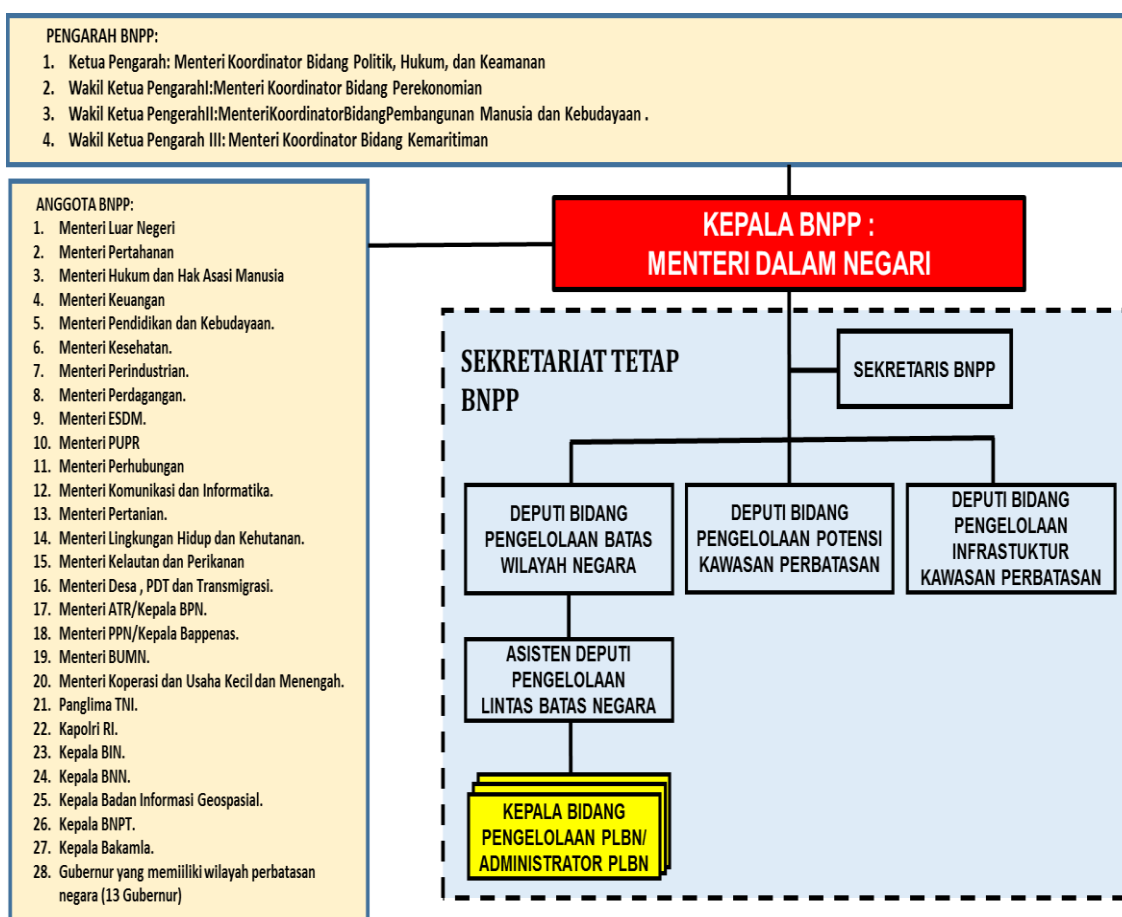 PENGARAH BNPP:
1. Ketua Pengarah: Menteri Koordinator Bidang Politik, Hukum, dan Keamanan
2. Wakil Ketua PengarahI:Menteri Koordinator Bidang Perekonomian
3. Wakil Ketua PengerahII:MenteriKoordinatorBidangPembangunan Manusia dan Kebudayaan .
4. Wakil Ketua Pengarah III: Menteri Koordinator Bidang Kemaritiman
ANGGOTA BNPP:
1. Menteri Luar Negeri
2. Menteri Pertahanan
3. Menteri Hukum dan Hak Asasi Manusia
4. Menteri Keuangan
5. Menteri Pendidikan dan Kebudayaan.
6. Menteri Kesehatan.
7. Menteri Perindustrian.
8. Menteri Perdagangan.
9. Menteri ESDM.
10. Menteri PUPR
11. Menteri Perhubungan
12. Menteri Komunikasi dan Informatika.
13. Menteri Pertanian.
14. Menteri Lingkungan Hidup dan Kehutanan.
15. Menteri Kelautan dan Perikanan
16. Menteri Desa , PDT dan Transmigrasi.
17. Menteri ATR/Kepala BPN.
18. Menteri PPN/Kepala Bappenas.
19. Menteri BUMN.
20. Menteri Koperasi dan Usaha Kecil dan Menengah.
21. Panglima TNI.
22. Kapolri RI.
23. Kepala BIN.
24. Kepala BNN.
25. Kepala Badan Informasi Geospasial.
26. Kepala BNPT.
27. Kepala Bakamla.
28. Gubernur yang memiiliki wilayah perbatasan
negara (13 Gubernur)
KEPALA BNPP :
MENTERI DALAM NEGARI
SEKRETARIAT TETAP
BNPP
SEKRETARIS BNPP
DEPUTI BIDANG
PENGELOLAAN BATAS
WILAYAH NEGARA
DEPUTI BIDANG
PENGELOLAAN POTENSI
KAWASAN PERBATASAN
DEPUTI BIDANG
PENGELOLAAN
INFRASTUKTUR
KAWASAN PERBATASAN
ASISTEN DEPUTI
PENGELOLAAN
LINTAS BATAS NEGARA
KEPALA BIDANG
PENGELOLAAN PLBN/
ADMINISTRATOR PLBN